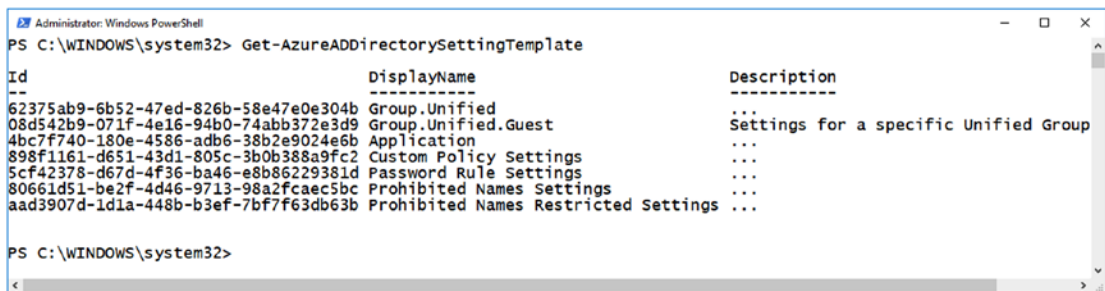 Administrator: Windows PowerShell
PS C:\WINDOWS\system32> Get-AzureADDirectorySettingTemplate
Id DisplayName Description
-- ----------- -----------
62375ab9-6b52-47ed-826b-58e47e0e304b Group.Unified ...
08d542b9-071f-4e16-94b0-74abb372e3d9 Group.Unified.Guest Settings for a specific Unified Group
4bc7f740-180e-4586-adb6-38b2e9024e6b Application ...
898f1161-d651-43d1-805c-3b0b388a9fc2 Custom Policy Settings ...
5cf42378-d67d-4f36-ba46-e8b86229381d Password Rule Settings ...
80661d51-be2f-4d46-9713-98a2fcaec5bc Prohibited Names Settings ...
aad3907d-1d1a-448b-b3ef-7bf7f63db63b Prohibited Names Restricted Settings ...
PS C:\WINDOWS\system32>